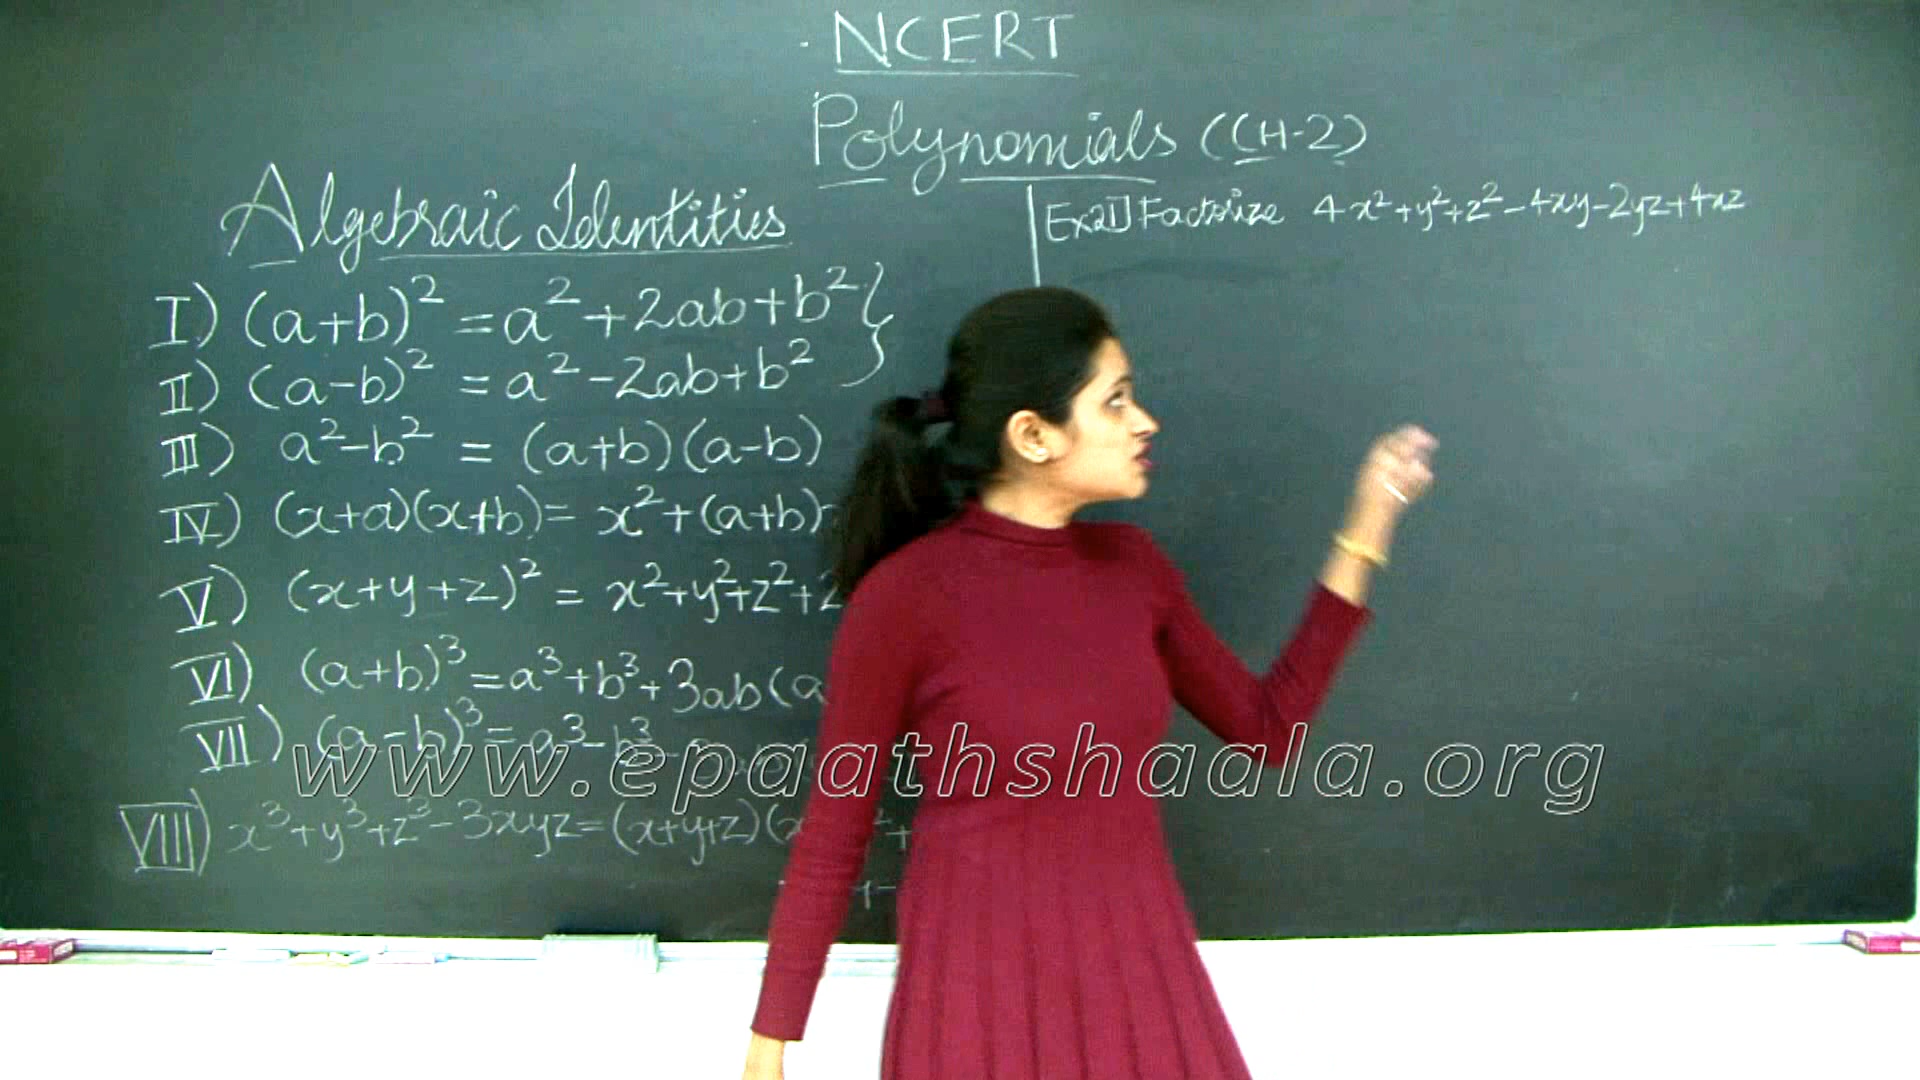 NCERT
Polynomials (CH-2)
Algebraic Identities
Ex21] Factorize 4x²+y²+z²-4xy-2yz+4xz
I) (a+b)² = a²+2ab+b² }
II) (a-b)² = a²-2ab+b²
III) a²-b² = (a+b)(a-b)
IV) (x+a)(x+b)= x²+(a+b)
V) (x+y+z)² = x²+y²+z²+2
VI) (a+b)³ =a³+b³+3ab(a
VII) (a-b)³=a³-b³-3
VIII) x³+y³+z³-3xyz=(x+y+z)(x
www.epaathshaala.org